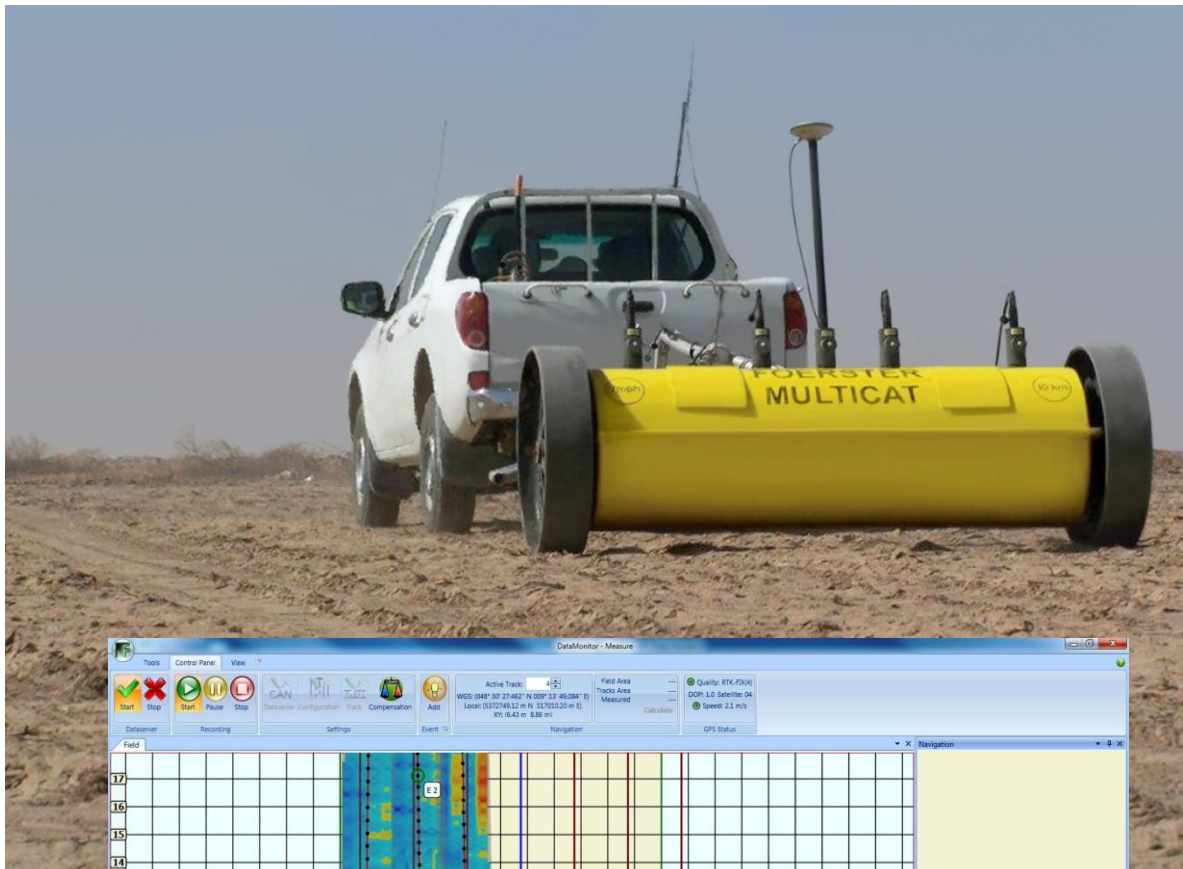 FOERSTER
MULTICAT
10 km
DataMonitor - Measure
Tools Control Panel View
Start Stop Start Pause Stop CAN Dataserver Configuration Track Compensation Add
Active Track: 4
WGS: (048° 30' 27,462'' N 009° 13' 49,084'' E)
Local: (5372749,12 m N 517010.20 m E)
XY: (6,43 m 8,86 m)
Field Area ---
Tracks Area ---
Measured ---
Calculate
Quality: RTK-FIX(4)
DOP: 1.0 Satellite: 04
Speed: 2.1 m/s
Dataserver Recording Settings Event Navigation GPS Status
Field Navigation
17
E 2
16
15
14